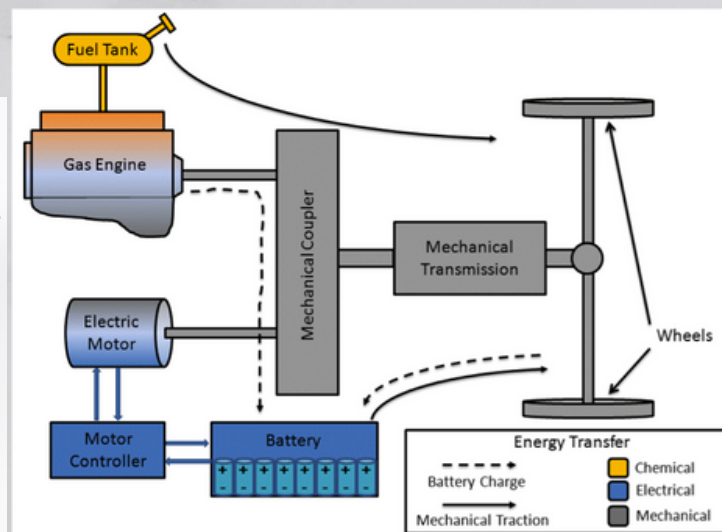 Fuel Tank
Gas Engine
Mechanical Coupler
Mechanical
Transmission
Electric
Motor
Wheels
Motor
Controller
Battery
+ + + + + + + +
- - - - - - - -
Energy Transfer
Battery Charge
Mechanical Traction
Chemical
Electrical
Mechanical